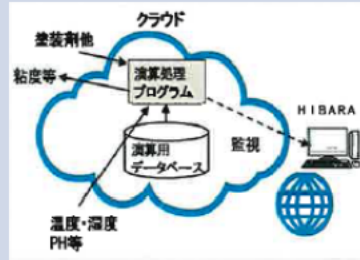 クラウド
塗装剤他
粘度等
演算処理
プログラム
HIBARA
演算用
データベース
監視
温度・湿度
PH等